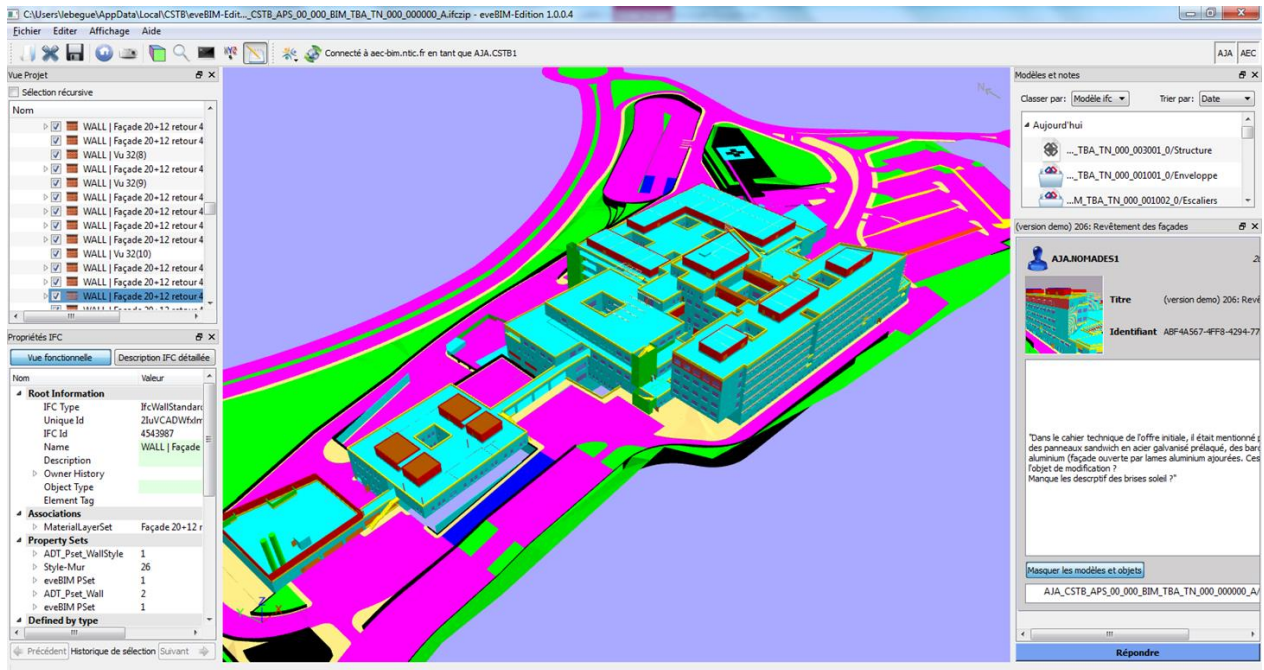 C:\Users\lebegue\AppData\Local\CSTB\eveBIM-Edit..._CSTB_APS_00_000_BIM_TBA_TN_000_000000_A.ifczip - eveBIM-Edition 1.0.0.4
Fichier Editer Affichage Aide
Connecté à aec-bim.ntic.fr en tant que AJA.CSTB1
AJA AEC
Vue Projet
Sélection récursive
Nom
WALL | Façade 20+12 retour 4
WALL | Façade 20+12 retour 4
WALL | Vu 32(8)
WALL | Façade 20+12 retour 4
WALL | Vu 32(9)
WALL | Façade 20+12 retour 4
WALL | Façade 20+12 retour 4
WALL | Façade 20+12 retour 4
WALL | Façade 20+12 retour 4
WALL | Vu 32(10)
WALL | Façade 20+12 retour 4
WALL | Façade 20+12 retour 4
WALL | Façade 20+12 retour 4
Propriétés IFC
Vue fonctionnelle Description IFC détaillée
Nom Valeur
Root Information
IFC Type IfcWallStandard
Unique Id 2IuVCADWfxIm
IFC Id 4543987
Name WALL | Façade
Description
Owner History
Object Type
Element Tag
Associations
MaterialLayerSet Façade 20+12 r
Property Sets
ADT_Pset_WallStyle 1
Style-Mur 26
eveBIM PSet 1
ADT_Pset_Wall 2
eveBIM PSet 1
Defined by type
Précédent Historique de sélection Suivant
N
Z
Modèles et notes
Classer par: Modèle ifc Trier par: Date
Aujourd'hui
..._TBA_TN_000_003001_0/Structure
..._TBA_TN_000_001001_0/Enveloppe
...M_TBA_TN_000_001002_0/Escaliers
(version demo) 206: Revêtement des façades
AJA.NOMADES1
Titre (version demo) 206: Revê
Identifiant ABF4A567-4FF8-4294-77
"Dans le cahier technique de l'offre initiale, il était mentionné p
des panneaux sandwich en acier galvanisé prélaqué, des bard
aluminium (façade ouverte par lames aluminium ajourées. Ces
l'objet de modification ?
Manque les descrptif des brises soleil ?"
Masquer les modèles et objets
AJA_CSTB_APS_00_000_BIM_TBA_TN_000_000000_A/
Répondre